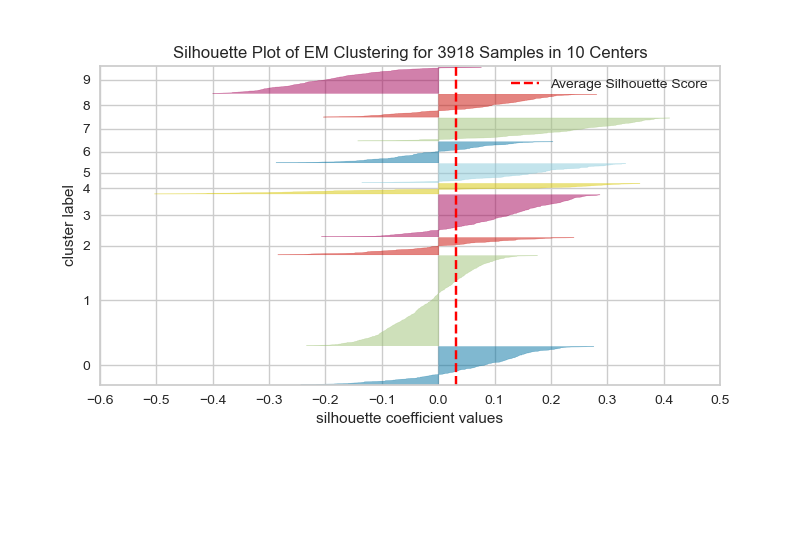 Silhouette Plot of EM Clustering for 3918 Samples in 10 Centers
Average Silhouette Score
cluster label
9
8
7
6
5
4
3
2
1
0
−0.6 −0.5 −0.4 −0.3 −0.2 −0.1 0.0 0.1 0.2 0.3 0.4 0.5
silhouette coefficient values